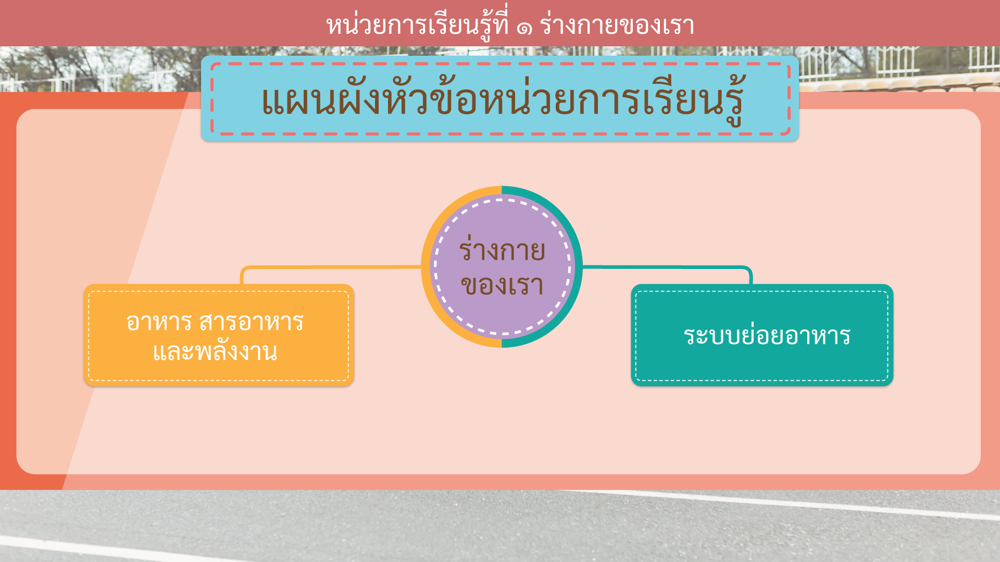 หน่วยการเรียนรู้ที่ ๑ ร่างกายของเรา
แผนผังหัวข้อหน่วยการเรียนรู้
ร่างกาย
ของเรา
อาหาร สารอาหาร
และพลังงาน
ระบบย่อยอาหาร